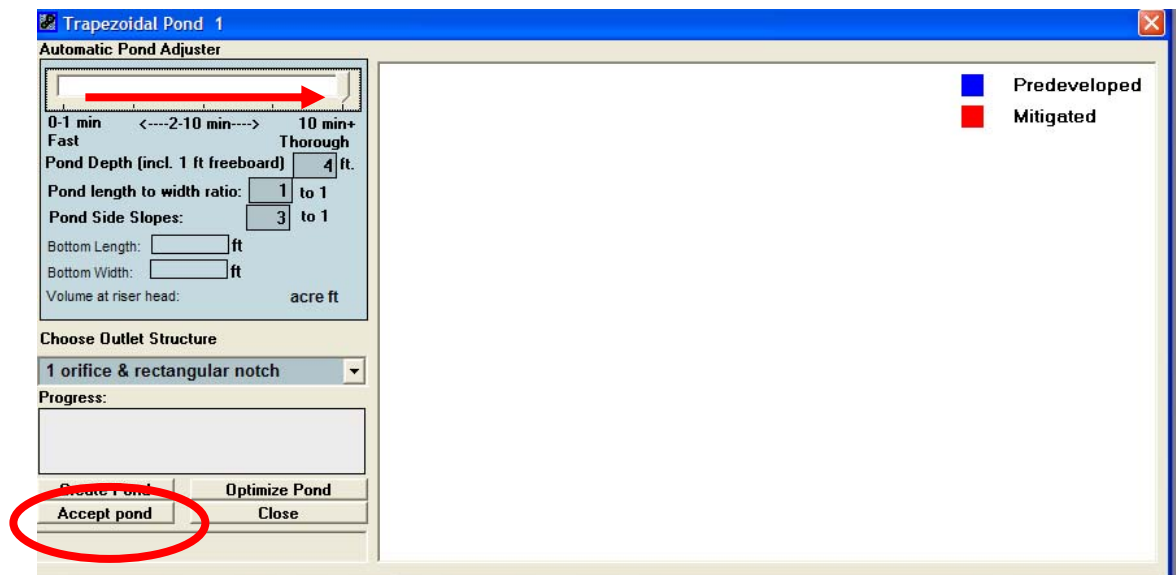 Trapezoidal Pond 1
Automatic Pond Adjuster
0-1 min <----2-10 min----> 10 min+
Fast Thorough
Pond Depth (incl. 1 ft freeboard) 4 ft.
Pond length to width ratio: 1 to 1
Pond Side Slopes: 3 to 1
Bottom Length: ft
Bottom Width: ft
Volume at riser head: acre ft
Choose Outlet Structure
1 orifice & rectangular notch
Progress:
Create Pond Optimize Pond
Accept pond Close
Predeveloped
Mitigated